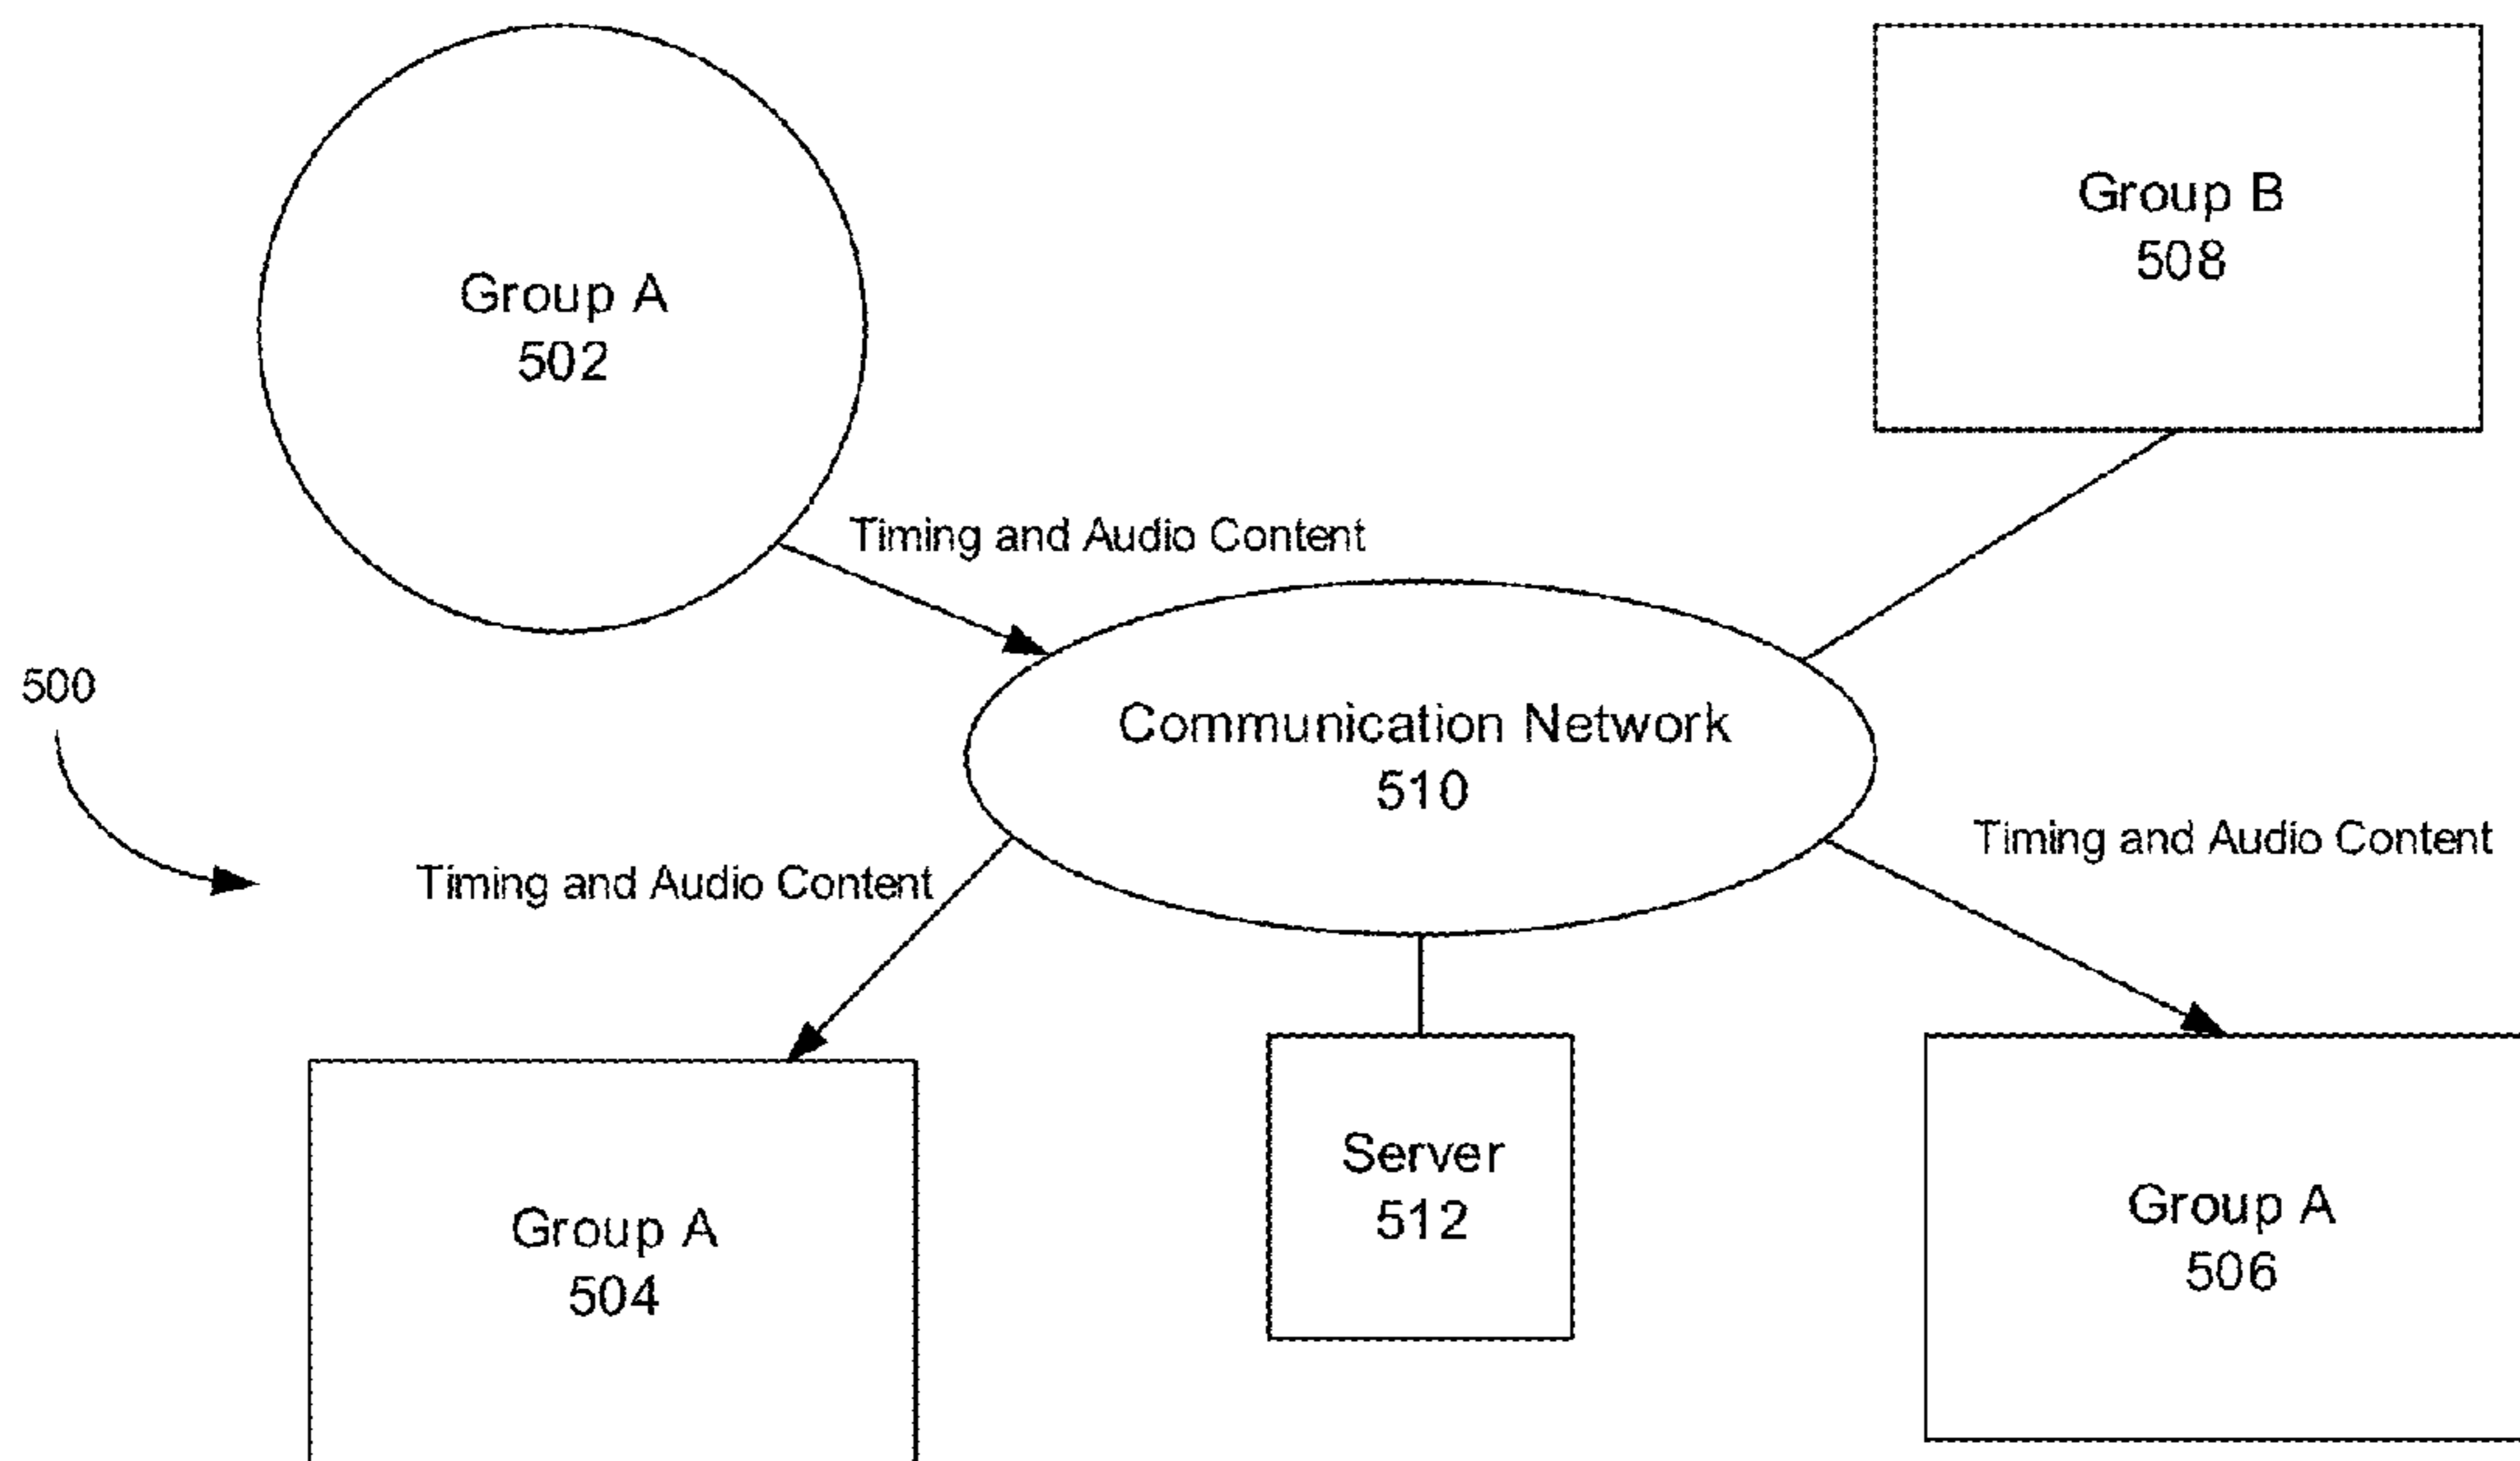 Group A
502
Group B
508
Timing and Audio Content
500
Communication Network
510
Timing and Audio Content
Timing and Audio Content
Server
512
Group A
504
Group A
506